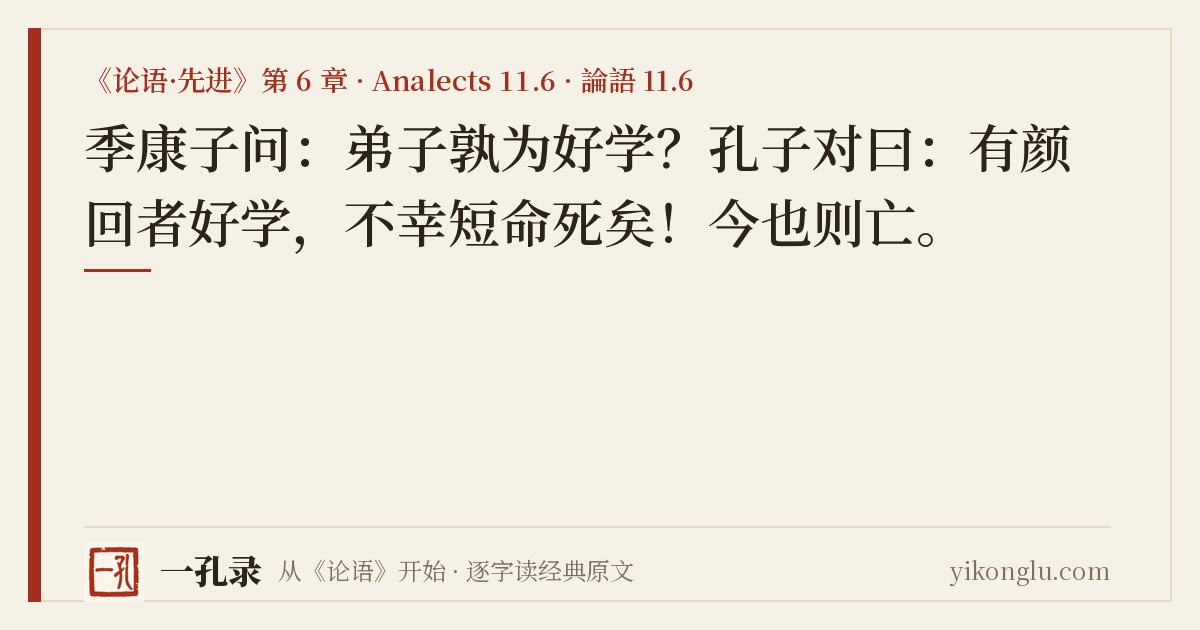 《论语·先进》第 6 章 · Analects 11.6 · 論語 11.6
季康子问：弟子孰为好学？孔子对曰：有颜
回者好学，不幸短命死矣！今也则亡。
一孔
一孔录 从《论语》开始 · 逐字读经典原文 yikonglu.com